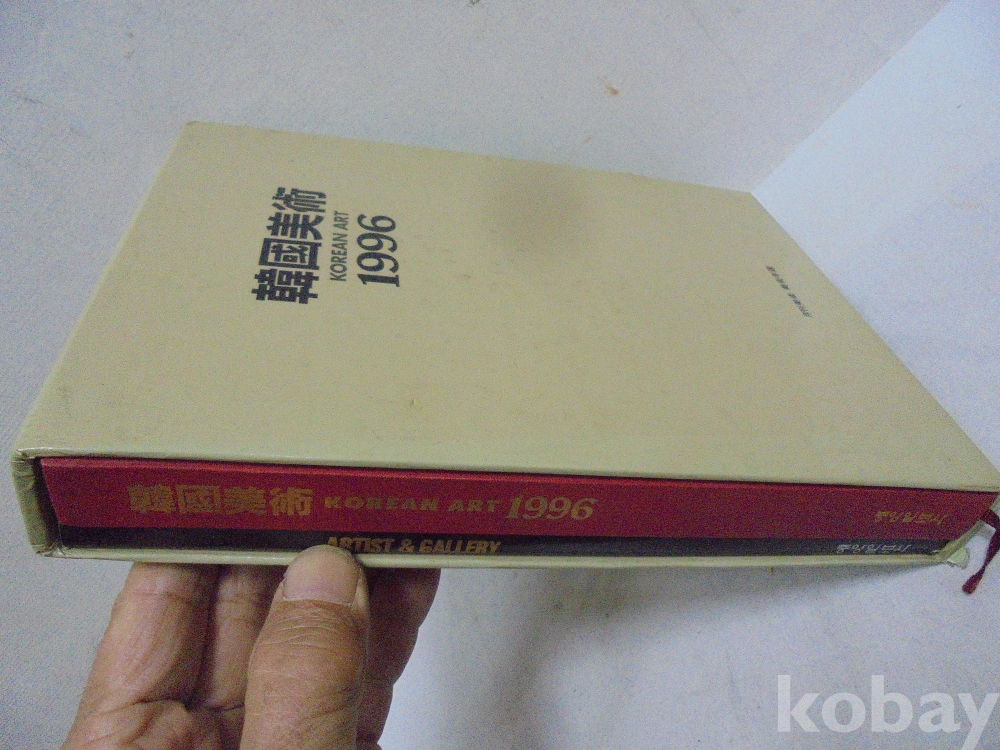 韓國美術
KOREAN ART
1996
韓國美術 KOREAN ART 1996
ARTIST & GALLERY
kobay